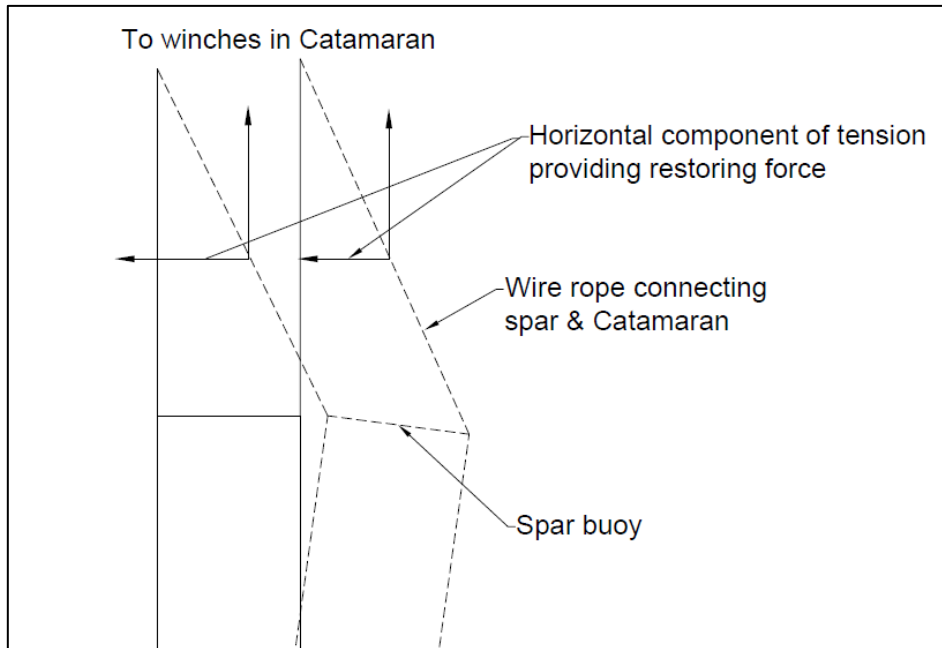 To winches in Catamaran
Horizontal component of tension
providing restoring force
Wire rope connecting
spar & Catamaran
Spar buoy